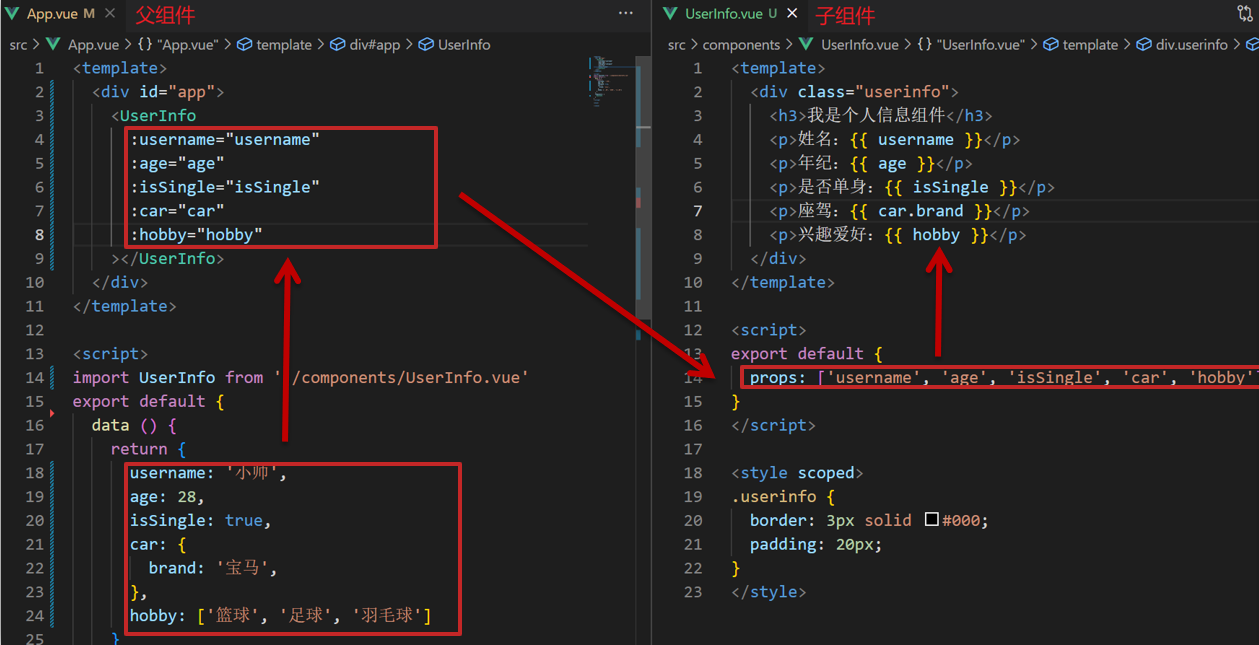 App.vue M
父组件
src > App.vue > {} "App.vue" > template > div#app > UserInfo
1 <template>
2 <div id="app">
3 <UserInfo
4 :username="username"
5 :age="age"
6 :isSingle="isSingle"
7 :car="car"
8 :hobby="hobby"
9 ></UserInfo>
10 </div>
11 </template>
12
13 <script>
14 import UserInfo from ' /components/UserInfo.vue'
15 export default {
16 data () {
17 return {
18 username: '小帅',
19 age: 28,
20 isSingle: true,
21 car: {
22 brand: '宝马',
23 },
24 hobby: ['篮球', '足球', '羽毛球']
25 }
UserInfo.vue U
子组件
src > components > UserInfo.vue > {} "UserInfo.vue" > template > div.userinfo >
1 <template>
2 <div class="userinfo">
3 <h3>我是个人信息组件</h3>
4 <p>姓名: {{ username }}</p>
5 <p>年纪: {{ age }}</p>
6 <p>是否单身: {{ isSingle }}</p>
7 <p>座驾: {{ car.brand }}</p>
8 <p>兴趣爱好: {{ hobby }}</p>
9 </div>
10 </template>
11
12 <script>
13 export default {
14 props: ['username', 'age', 'isSingle', 'car', 'hobby'
15 }
16 </script>
17
18 <style scoped>
19 .userinfo {
20 border: 3px solid #000;
21 padding: 20px;
22 }
23 </style>